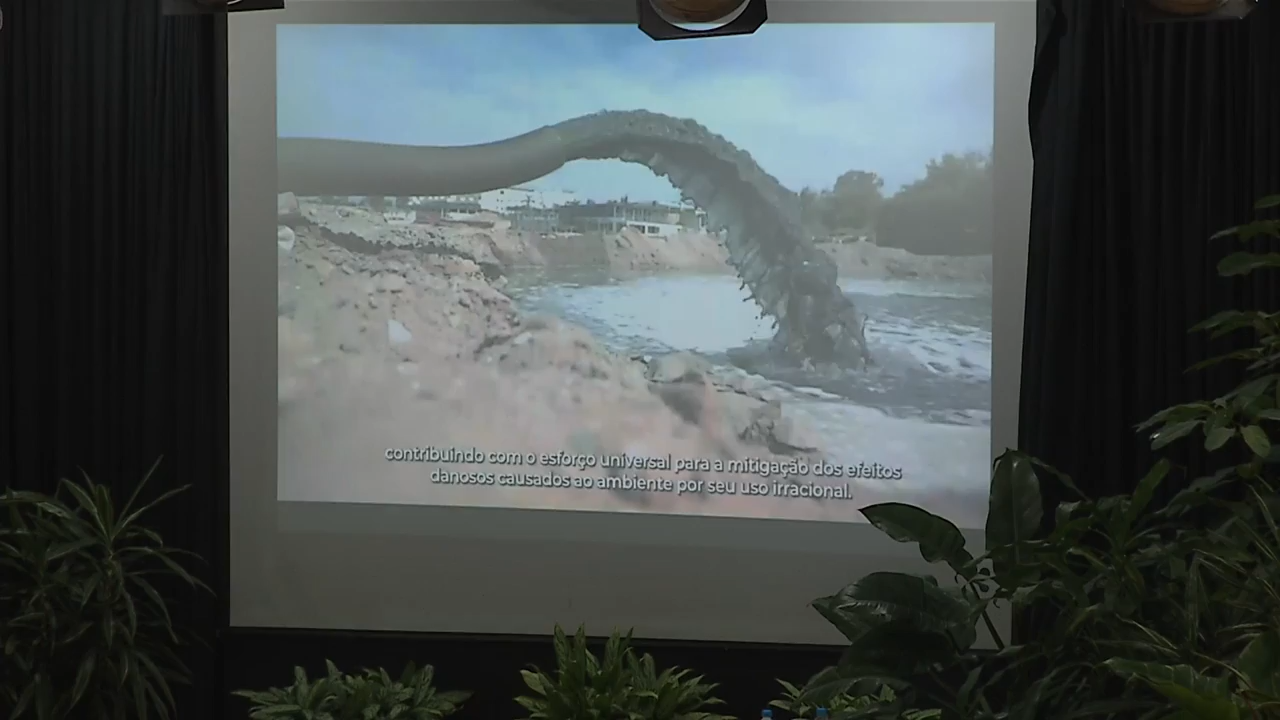 contribuindo com o esforço universal para a mitigação dos efeitos
danosos causados ao ambiente por seu uso irracional.